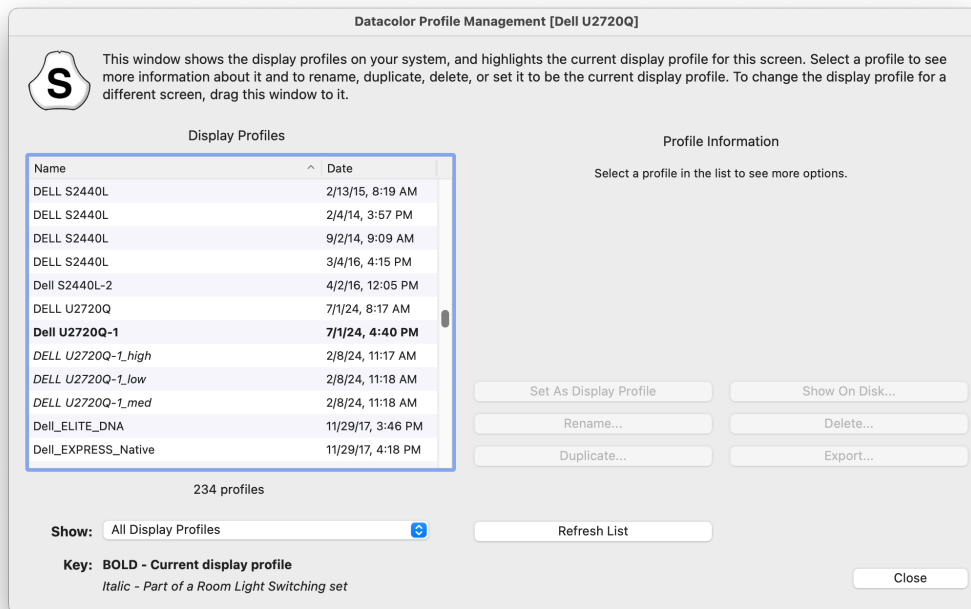 Datacolor Profile Management [Dell U2720Q]
S
This window shows the display profiles on your system, and highlights the current display profile for this screen. Select a profile to see
more information about it and to rename, duplicate, delete, or set it to be the current display profile. To change the display profile for a
different screen, drag this window to it.
Display Profiles
Name Date
DELL S2440L 2/13/15, 8:19 AM
DELL S2440L 2/4/14, 3:57 PM
DELL S2440L 9/2/14, 9:09 AM
DELL S2440L 3/4/16, 4:15 PM
Dell S2440L-2 4/2/16, 12:05 PM
DELL U2720Q 7/1/24, 8:17 AM
Dell U2720Q-1 7/1/24, 4:40 PM
DELL U2720Q-1_high 2/8/24, 11:17 AM
DELL U2720Q-1_low 2/8/24, 11:18 AM
DELL U2720Q-1_med 2/8/24, 11:18 AM
Dell_ELITE_DNA 11/29/17, 3:46 PM
Dell_EXPRESS_Native 11/29/17, 4:18 PM
234 profiles
Show: All Display Profiles
Key: BOLD - Current display profile
Italic - Part of a Room Light Switching set
Profile Information
Select a profile in the list to see more options.
Set As Display Profile Show On Disk...
Rename... Delete...
Duplicate... Export...
Refresh List
Close